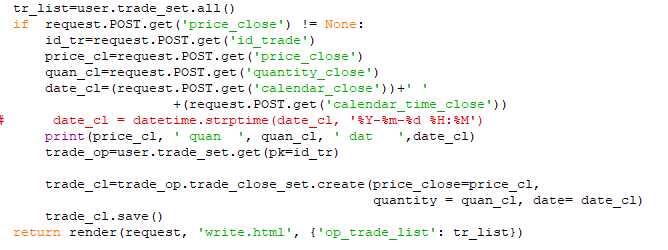 tr_list=user.trade_set.all()
if  request.POST.get('price_close') != None:
    id_tr=request.POST.get('id_trade')
    price_cl=request.POST.get('price_close')
    quan_cl=request.POST.get('quantity_close')
    date_cl=(request.POST.get('calendar_close'))+' '
                     +(request.POST.get('calendar_time_close'))
#     date_cl = datetime.strptime(date_cl, '%Y-%m-%d %H:%M')
    print(price_cl, ' quan  ', quan_cl, ' dat   ',date_cl)
    trade_op=user.trade_set.get(pk=id_tr)

    trade_cl=trade_op.trade_close_set.create(price_close=price_cl,
                                               quantity = quan_cl, date= date_cl)
    trade_cl.save()
return render(request, 'write.html', {'op_trade_list': tr_list})